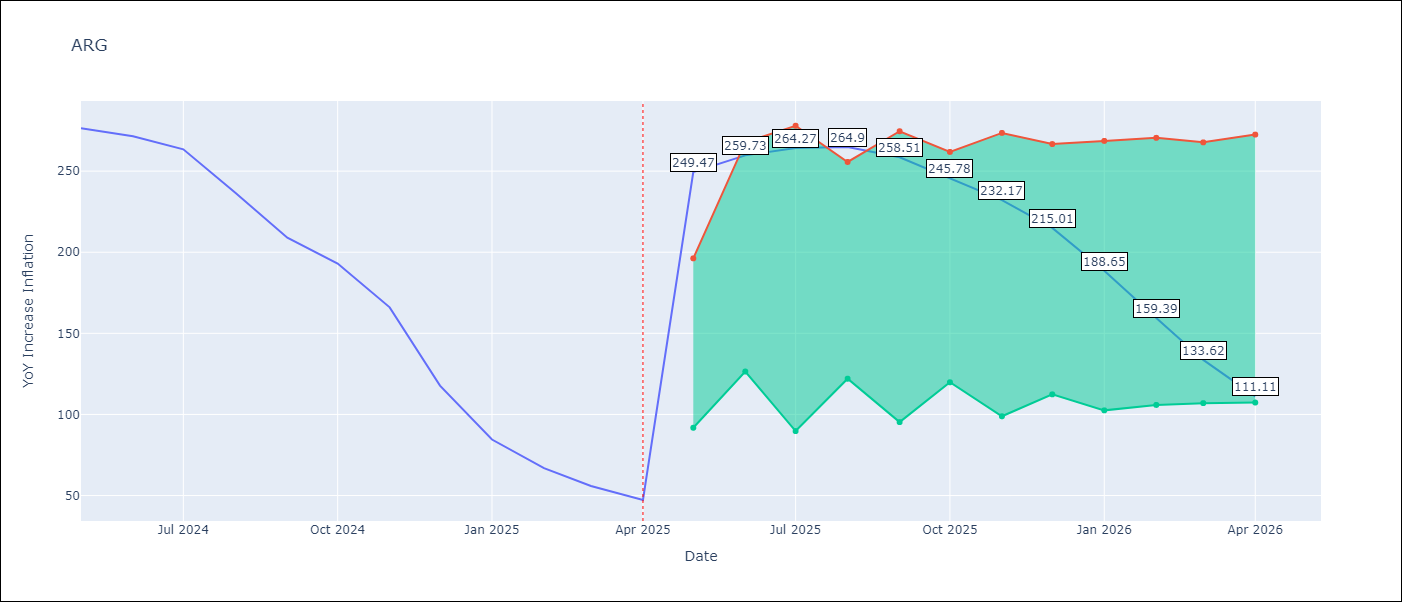 ARG
YoY Increase Inflation
250
200
150
100
50
249.47
259.73
264.27
264.9
258.51
245.78
232.17
215.01
188.65
159.39
133.62
111.11
Jul 2024
Oct 2024
Jan 2025
Apr 2025
Jul 2025
Oct 2025
Jan 2026
Apr 2026
Date